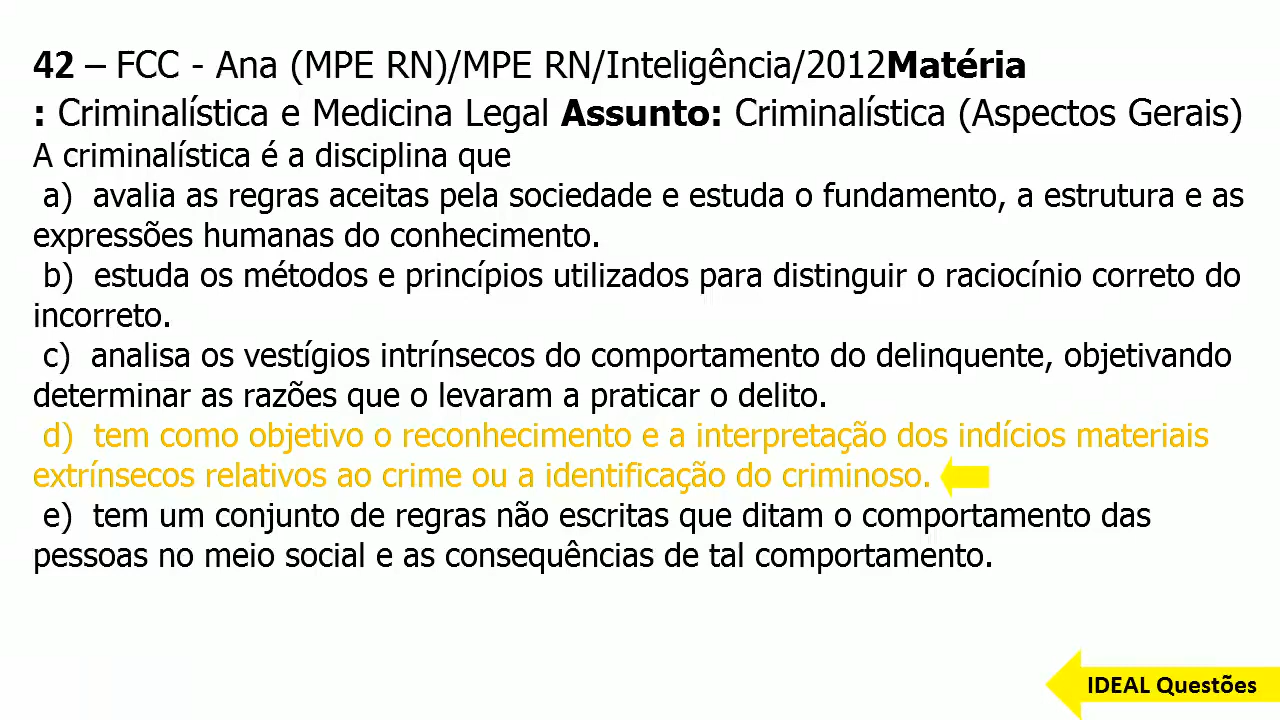 42 – FCC - Ana (MPE RN)/MPE RN/Inteligência/2012Matéria
: Criminalística e Medicina Legal Assunto: Criminalística (Aspectos Gerais)
A criminalística é a disciplina que
a) avalia as regras aceitas pela sociedade e estuda o fundamento, a estrutura e as
expressões humanas do conhecimento.
b) estuda os métodos e princípios utilizados para distinguir o raciocínio correto do
incorreto.
c) analisa os vestígios intrínsecos do comportamento do delinquente, objetivando
determinar as razões que o levaram a praticar o delito.
d) tem como objetivo o reconhecimento e a interpretação dos indícios materiais
extrínsecos relativos ao crime ou a identificação do criminoso.
e) tem um conjunto de regras não escritas que ditam o comportamento das
pessoas no meio social e as consequências de tal comportamento.
IDEAL Questões